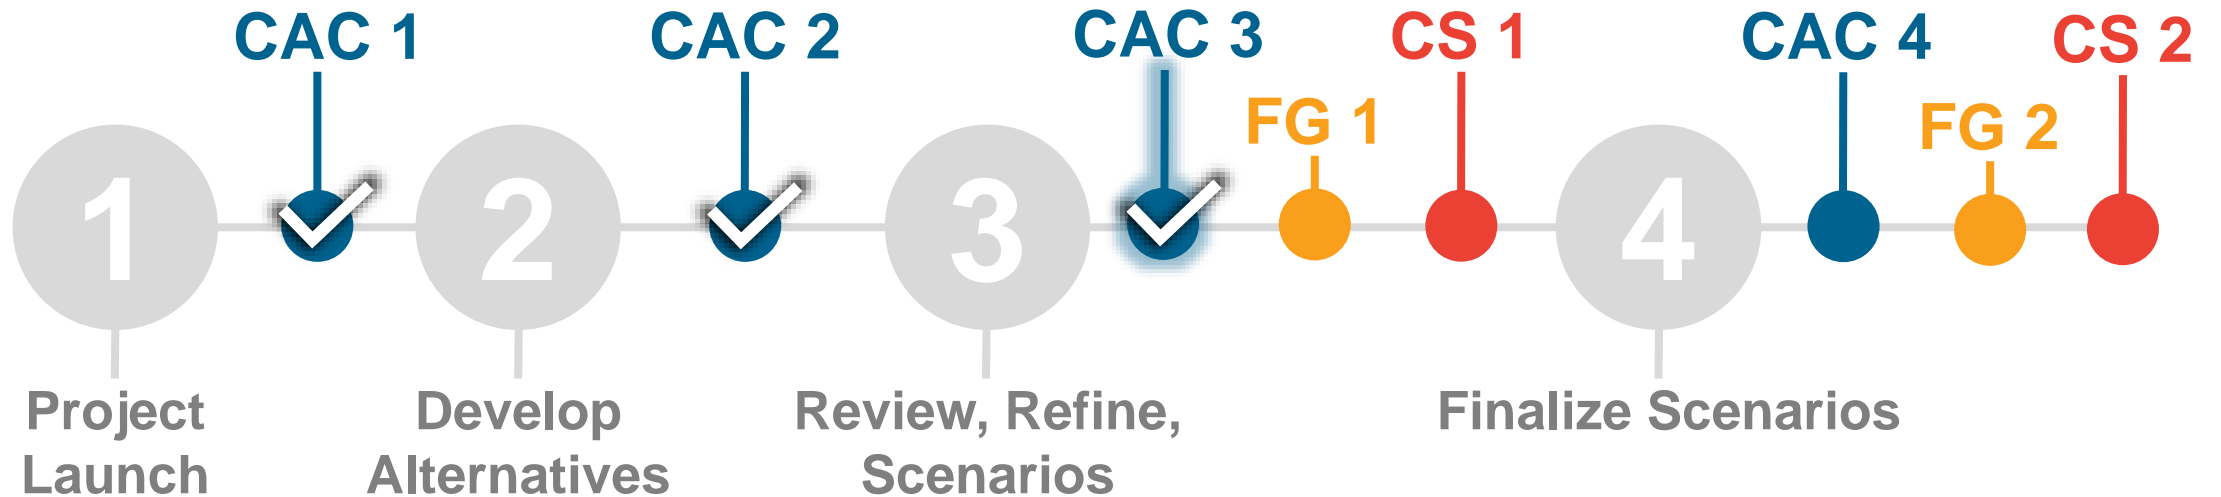 CAC 1
CAC 2
CAC 3
CS 1
CAC 4
CS 2
FG 1
FG 2
1
2
3
4
Project
Launch
Develop
Alternatives
Review, Refine,
Scenarios
Finalize Scenarios